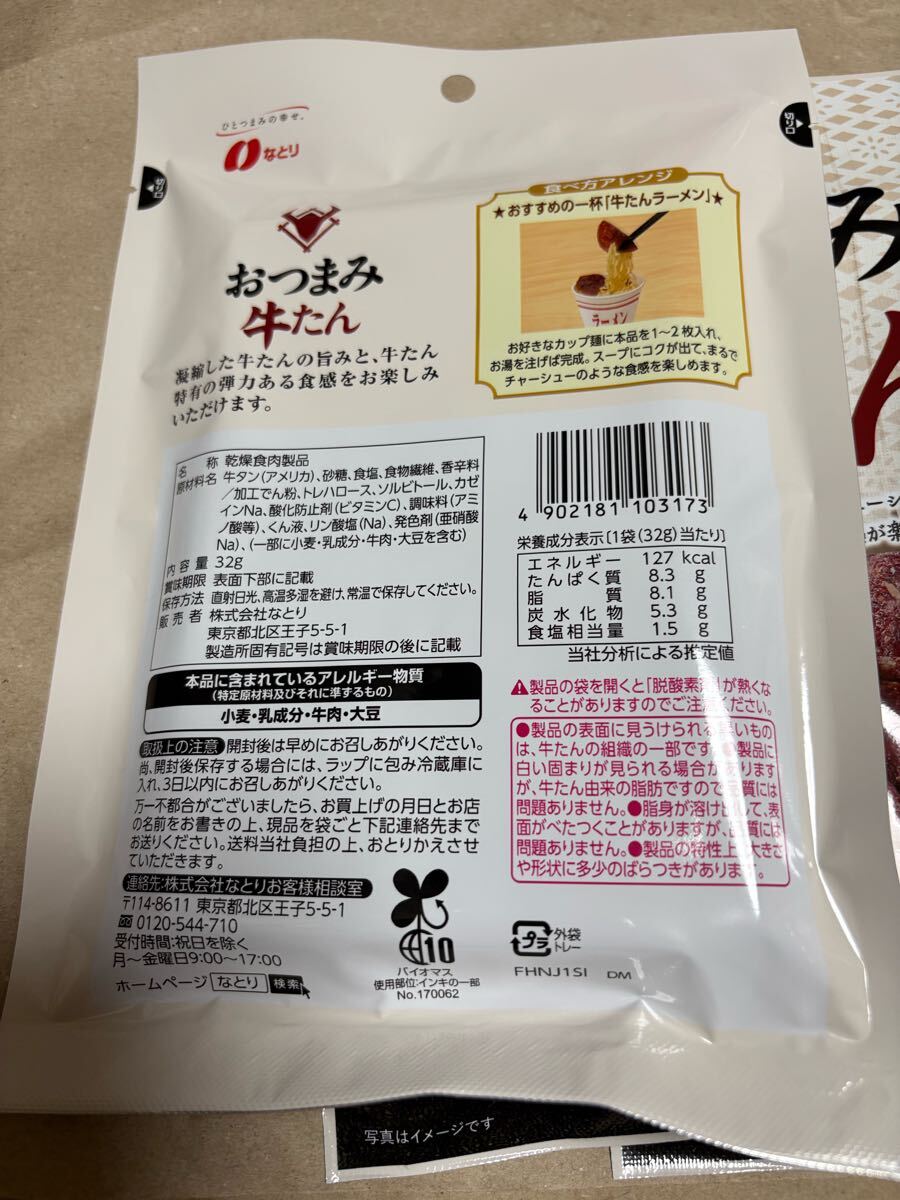 ひとつまみの幸せ。
なとり
切り口
切り口
おつまみ
牛たん
凝縮した牛たんの旨みと、牛たん
特有の弾力ある食感をお楽しみ
いただけます。
食べ方アレンジ
★おすすめの一杯「牛たんラーメン」★
ラーメン
お好きなカップ麺に本品を1～2枚入れ、
お湯を注げば完成。スープにコクが出て、まるで
チャーシューのような食感を楽しめます。
名称 乾燥食肉製品
原材料名 牛タン(アメリカ)、砂糖、食塩、食物繊維、香辛料
/加工でん粉、トレハロース、ソルビトール、カゼ
インNa、酸化防止剤(ビタミンC)、調味料(アミ
ノ酸等)、くん液、リン酸塩(Na)、発色剤(亜硝酸
Na)、(一部に小麦・乳成分・牛肉・大豆を含む)
内容量 32g
賞味期限 表面下部に記載
保存方法 直射日光、高温多湿を避け、常温で保存してください。
販売者 株式会社なとり
東京都北区王子5-5-1
製造所固有記号は賞味期限の後に記載
本品に含まれているアレルギー物質
(特定原材料及びそれに準ずるもの)
小麦・乳成分・牛肉・大豆
取扱上の注意 開封後は早めにお召しあがりください。
尚、開封後保存する場合には、ラップに包み冷蔵庫に
入れ、3日以内にお召しあがりください。
万一不都合がございましたら、お買上げの月日とお店
の名前をお書きの上、現品を袋ごと下記連絡先まで
お送りください。送料当社負担の上、おとりかえさせ
ていただきます。
連絡先:株式会社なとりお客様相談室
〒114-8611 東京都北区王子5-5-1
0120-544-710
受付時間:祝日を除く
月～金曜日9:00～17:00
ホームページ なとり 検索
10
バイオマス
使用部位:インキの一部
No.170062
4 902181 103173
栄養成分表示[1袋(32g)当たり]
エネルギー 127 kcal
たんぱく質 8.3 g
脂質 8.1 g
炭水化物 5.3 g
食塩相当量 1.5 g
当社分析による推定値
製品の袋を開くと「脱酸素剤」が熱くな
ることがありますのでご注意ください。
●製品の表面に見うけられる黒いもの
は、牛たんの組織の一部です。●製品に
白い固まりが見られる場合があります
が、牛たん由来の脂肪ですので品質には
問題ありません。●脂身が溶け出して、表
面がべたつくことがありますが、品質には
問題ありません。●製品の特性上、大きさ
や形状に多少のばらつきがあります。
プラ
外袋
トレー
FHNJ1SI DM
み
ん
写真はイメージです